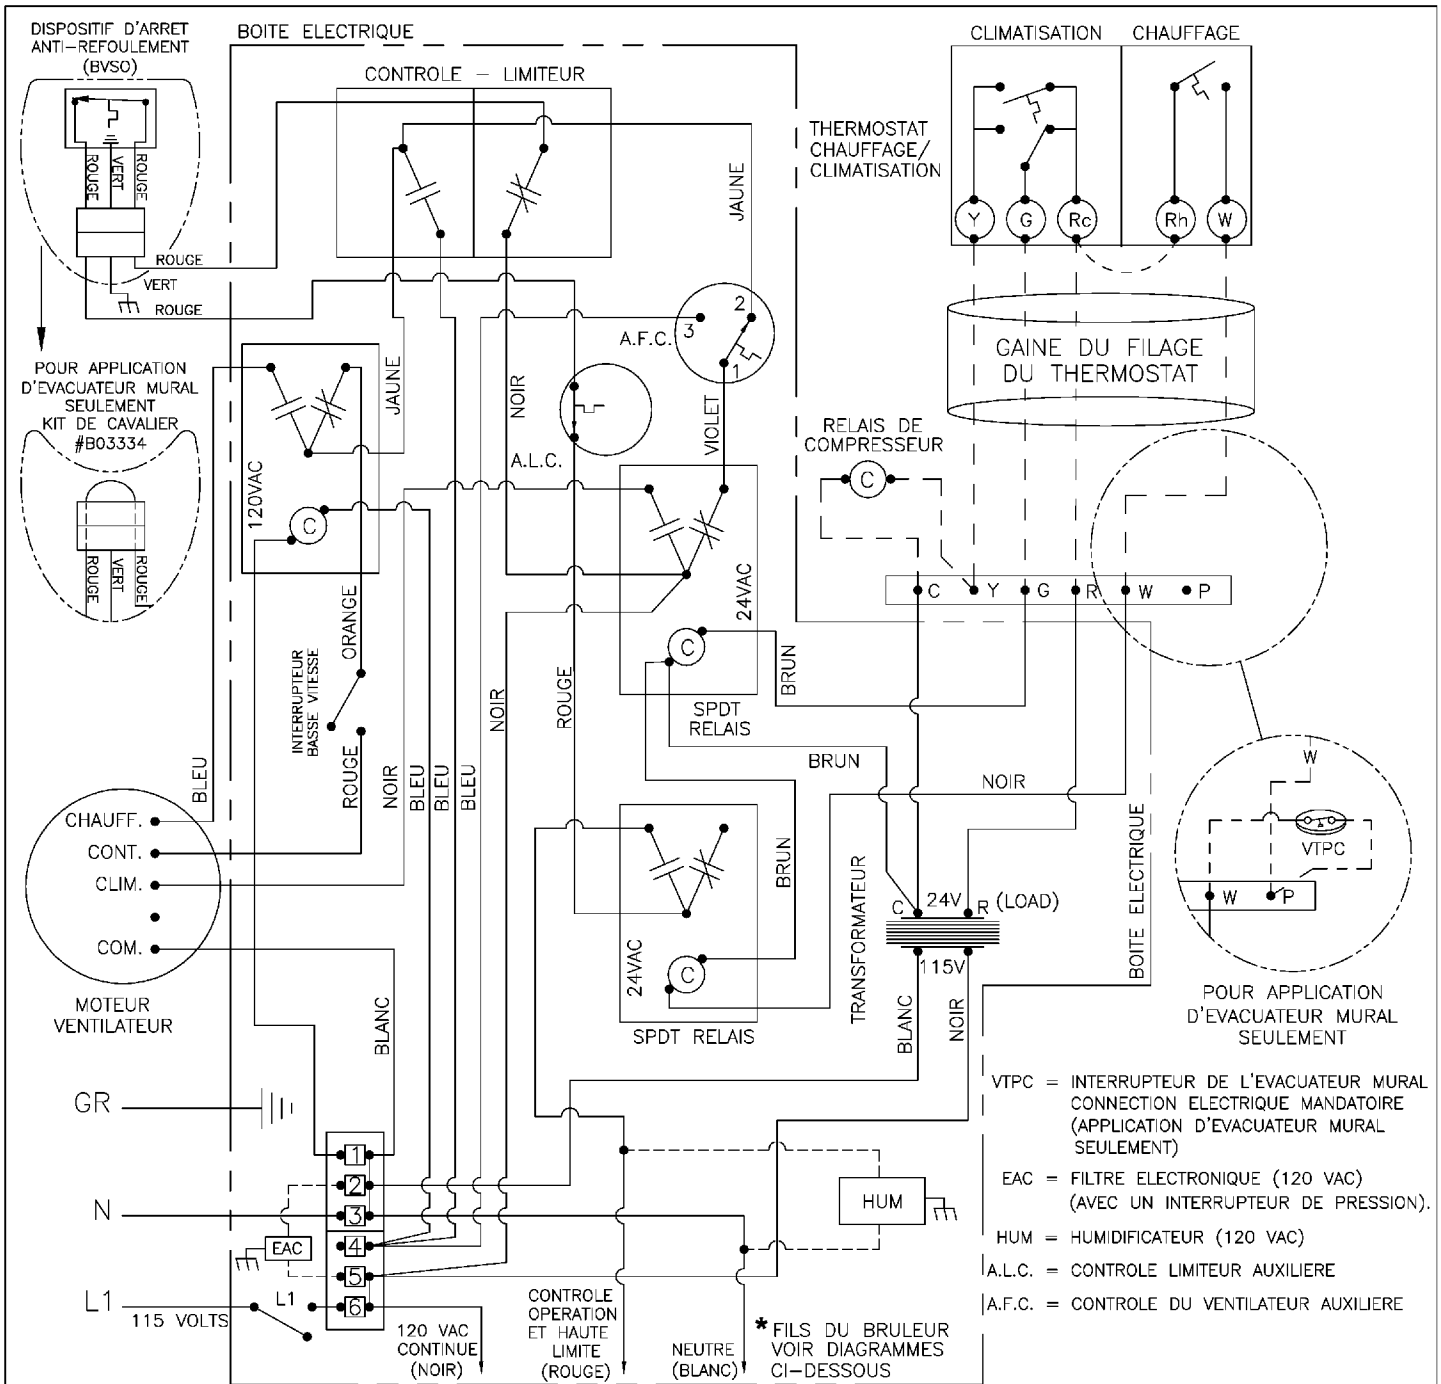 DISPOSITIF D'ARRET
ANTI-REFOULEMENT
(BVSO)
BOITE ELECTRIQUE
CONTROLE - LIMITEUR
CLIMATISATION
CHAUFFAGE
THERMOSTAT
CHAUFFAGE/
CLIMATISATION
ROUGE
VERT
ROUGE
JAUNE
Y
G
Rc
Rh
W
ROUGE
VERT
ROUGE
2
3
A.F.C.
1
GAINE DU FILAGE
DU THERMOSTAT
POUR APPLICATION
D'EVACUATEUR MURAL
SEULEMENT
KIT DE CAVALIER
#B03334
JAUNE
NOIR
VIOLET
A.L.C.
RELAIS DE
COMPRESSEUR
C
120VAC
C
ROUGE
VERT
ROUGE
24VAC
C
Y
G
R
W
P
ORANGE
INTERRUPTEUR
BASSE VITESSE
C
BRUN
NOIR
ROUGE
SPDT
RELAIS
BRUN
BLEU
ROUGE
NOIR
BLEU
BLEU
BLEU
NOIR
W
VTPC
W
P
CHAUFF.
CONT.
CLIM.
COM.
MOTEUR
VENTILATEUR
BRUN
24VAC
C
SPDT RELAIS
TRANSFORMATEUR
C
24V
R
(LOAD)
115V
BLANC
NOIR
BOITE ELECTRIQUE
POUR APPLICATION
D'EVACUATEUR MURAL
SEULEMENT
BLANC
GR
N
L1
115 VOLTS
L1
EAC
1
2
3
4
5
6
HUM
120 VAC
CONTINUE
(NOIR)
CONTROLE
OPERATION
ET HAUTE
LIMITE
(ROUGE)
NEUTRE
(BLANC)
* FILS DU BRULEUR
VOIR DIAGRAMMES
CI-DESSOUS
VTPC = INTERRUPTEUR DE L'EVACUATEUR MURAL
CONNECTION ELECTRIQUE MANDATOIRE
(APPLICATION D'EVACUATEUR MURAL
SEULEMENT)
EAC = FILTRE ELECTRONIQUE (120 VAC)
(AVEC UN INTERRUPTEUR DE PRESSION).
HUM = HUMIDIFICATEUR (120 VAC)
A.L.C. = CONTROLE LIMITEUR AUXILIERE
A.F.C. = CONTROLE DU VENTILATEUR AUXILIERE